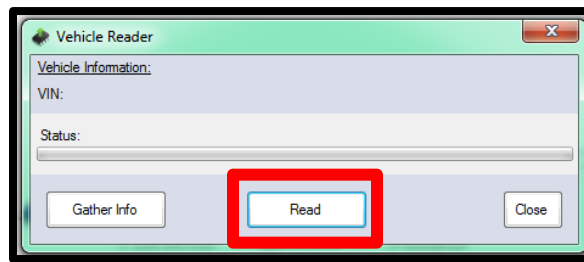 Vehicle Reader
Vehicle Information:
VIN:
Status:
Gather Info
Read
Close